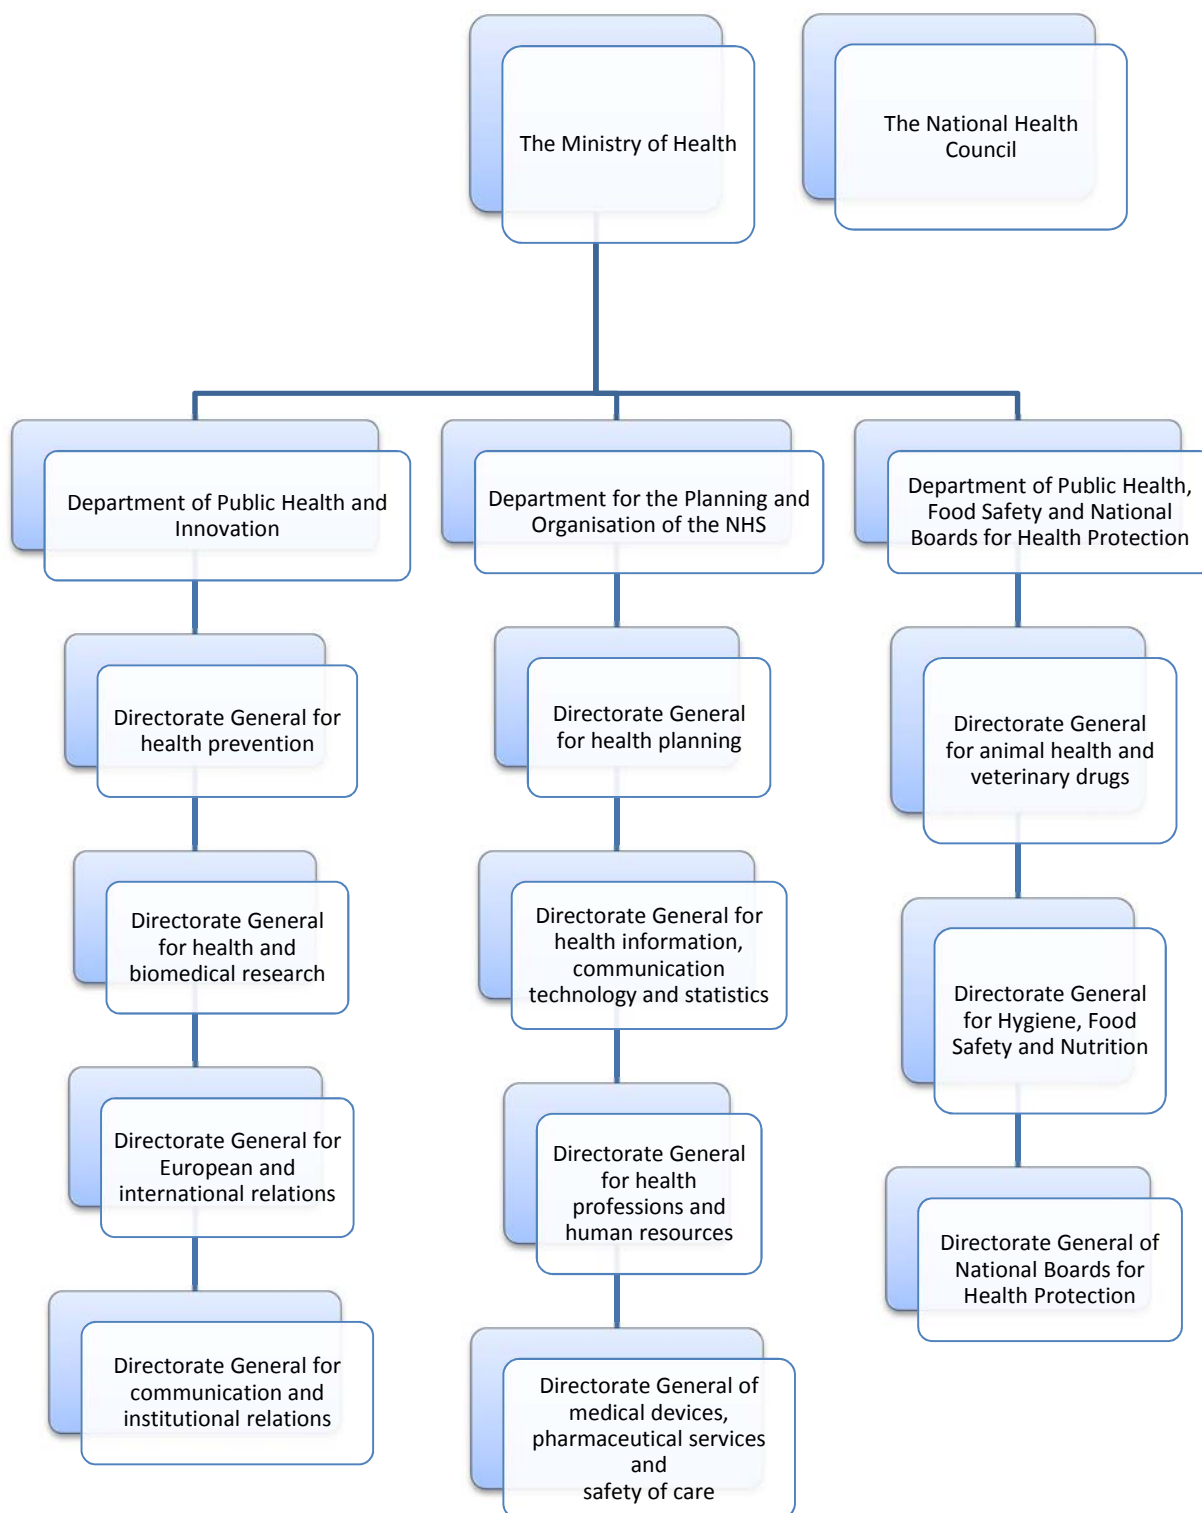 The Ministry of Health
The National Health
Council
Department of Public Health and
Innovation
Department for the Planning and
Organisation of the NHS
Department of Public Health,
Food Safety and National
Boards for Health Protection
Directorate General for
health prevention
Directorate General
for health planning
Directorate General
for animal health and
veterinary drugs
Directorate General
for health and
biomedical research
Directorate General for
health information,
communication
technology and statistics
Directorate General
for Hygiene, Food
Safety and Nutrition
Directorate General for
European and
international relations
Directorate General
for health
professions and
human resources
Directorate General of
National Boards for
Health Protection
Directorate General for
communication and
institutional relations
Directorate General of
medical devices,
pharmaceutical services
and
safety of care